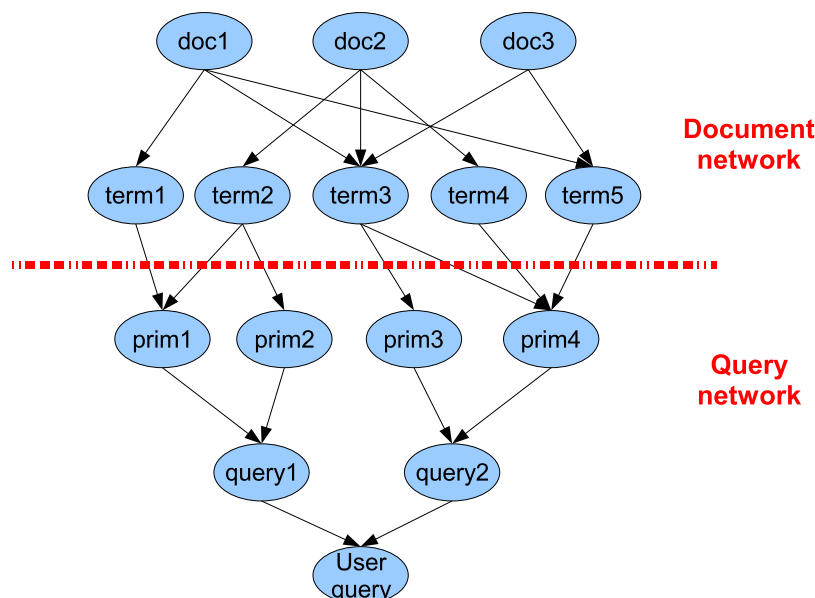 doc1 doc2 doc3
Document
network
term1 term2 term3 term4 term5
prim1 prim2 prim3 prim4
Query
network
query1 query2
User
query